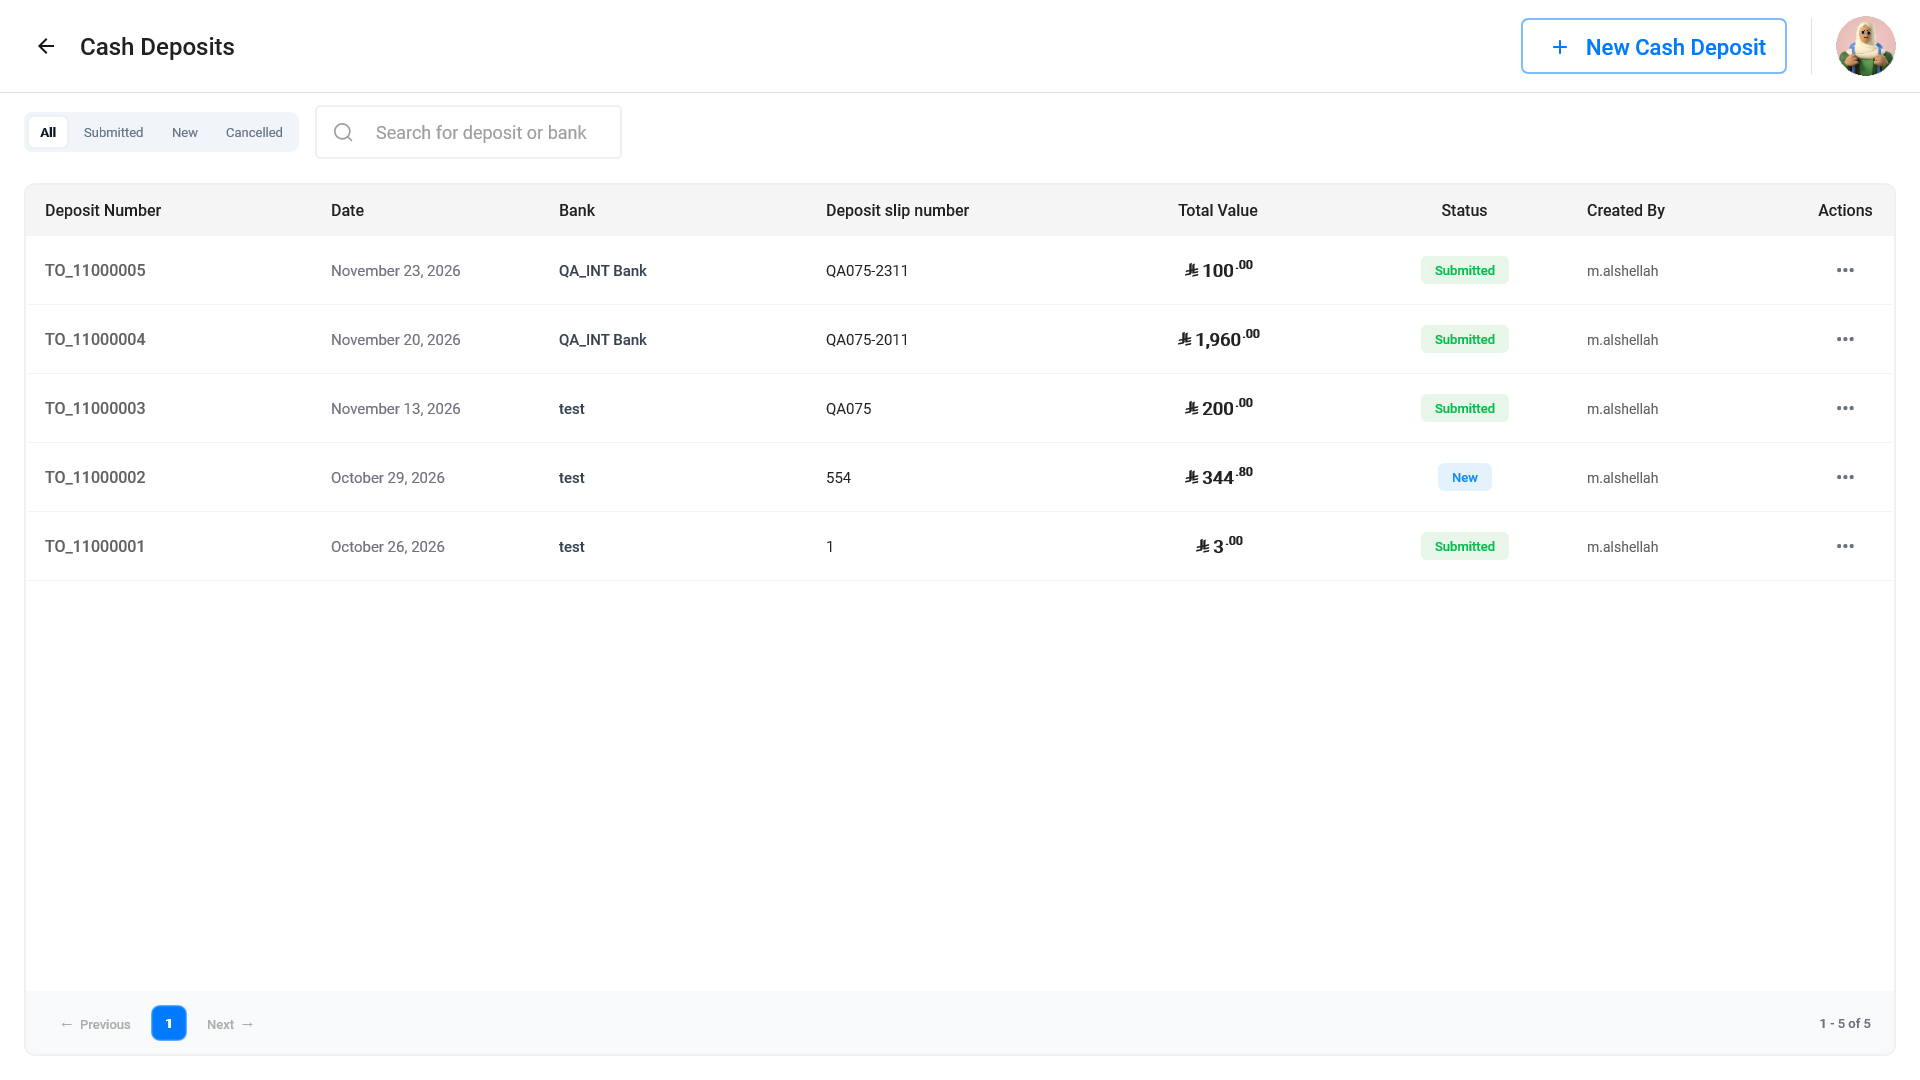 Cash Deposits
+ New Cash Deposit
All Submitted New Cancelled
Search for deposit or bank
Deposit Number Date Bank Deposit slip number Total Value Status Created By Actions
TO_11000005 November 23, 2026 QA_INT Bank QA075-2311 ⃁ 100.00 Submitted m.alshellah
TO_11000004 November 20, 2026 QA_INT Bank QA075-2011 ⃁ 1,960.00 Submitted m.alshellah
TO_11000003 November 13, 2026 test QA075 ⃁ 200.00 Submitted m.alshellah
TO_11000002 October 29, 2026 test 554 ⃁ 344.80 New m.alshellah
TO_11000001 October 26, 2026 test 1 ⃁ 3.00 Submitted m.alshellah
← Previous 1 Next →
1 - 5 of 5